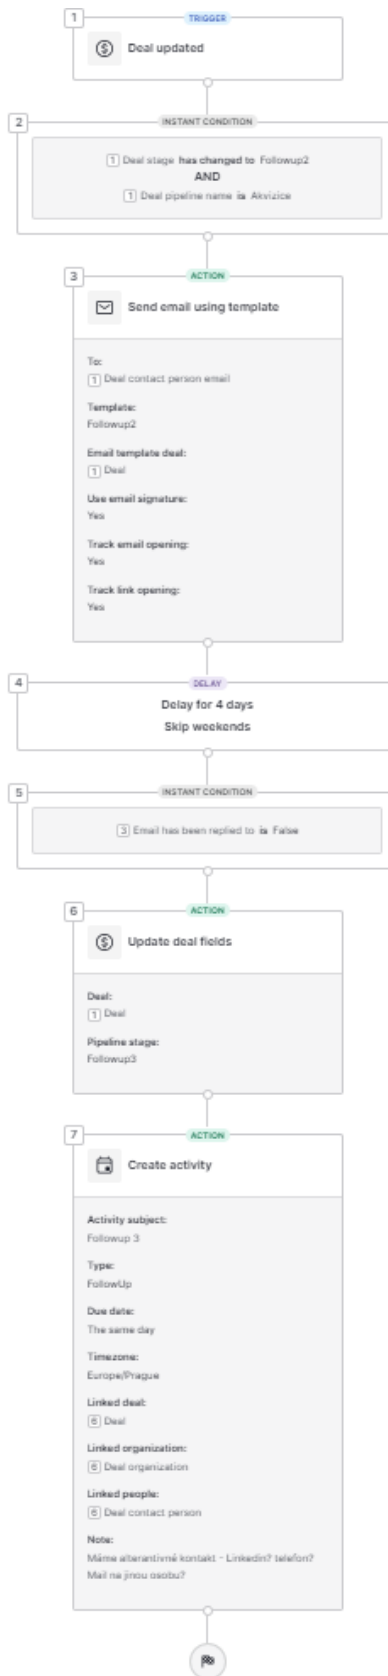 1
TRIGGER
Deal updated
2
INSTANT CONDITION
1 Deal stage has changed to Followup2
AND
1 Deal pipeline name is Akvizice
3
ACTION
Send email using template
To:
1 Deal contact person email
Template:
Followup2
Email template deal:
1 Deal
Use email signature:
Yes
Track email opening:
Yes
Track link opening:
Yes
4
DELAY
Delay for 4 days
Skip weekends
5
INSTANT CONDITION
3 Email has been replied to is False
6
ACTION
Update deal fields
Deal:
1 Deal
Pipeline stage:
Followup3
7
ACTION
Create activity
Activity subject:
Followup 3
Type:
FollowUp
Due date:
The same day
Timezone:
Europe/Prague
Linked deal:
6 Deal
Linked organization:
6 Deal organization
Linked people:
6 Deal contact person
Note:
Máme alterantivné kontakt - Linkedin? telefon?
Mail na jinou osobu?